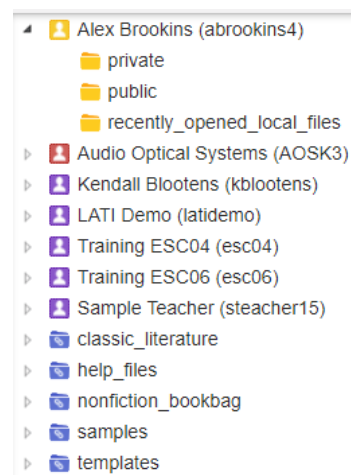 Alex Brookins (abrookins4)
private
public
recently_opened_local_files
Audio Optical Systems (AOSK3)
Kendall Blootens (kblootens)
LATI Demo (latidemo)
Training ESC04 (esc04)
Training ESC06 (esc06)
Sample Teacher (steacher15)
classic_literature
help_files
nonfiction_bookbag
samples
templates